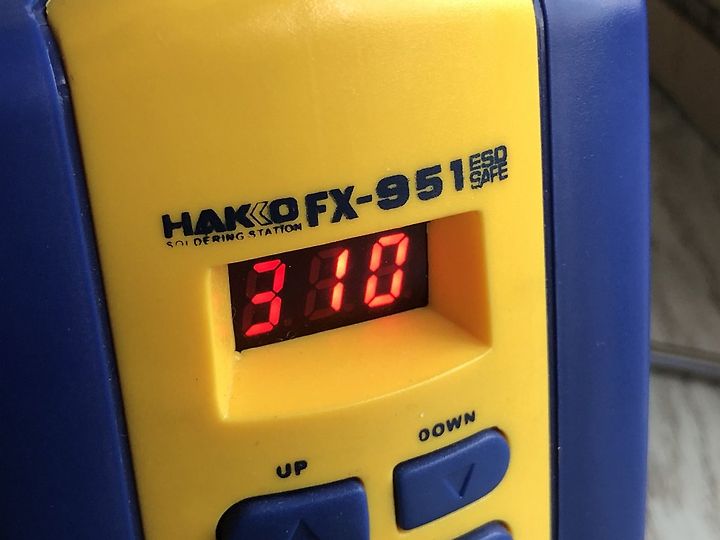 HAKKO FX-951 ESD SAFE
SOLDERING STATION
310
DOWN
UP